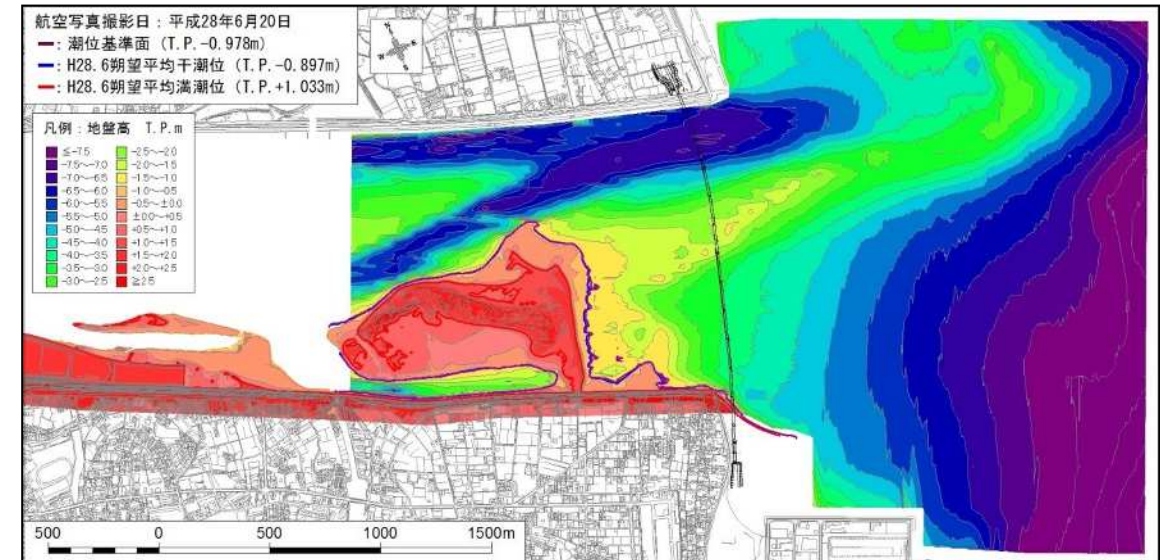 航空写真撮影日：平成28年6月20日
━：潮位基準面（T.P.-0.978m）
━：H28.6朔望平均干潮位（T.P.-0.897m）
━：H28.6朔望平均満潮位（T.P.+1.033m）
凡例：地盤高　T.P.m
≦-7.5　-2.5～-2.0
-7.5～-7.0　-2.0～-1.5
-7.0～-6.5　-1.5～-1.0
-6.5～-6.0　-1.0～-0.5
-6.0～-5.5　-0.5～±0.0
-5.5～-5.0　±0.0～+0.5
-5.0～-4.5　+0.5～+1.0
-4.5～-4.0　+1.0～+1.5
-4.0～-3.5　+1.5～+2.0
-3.5～-3.0　+2.0～+2.5
-3.0～-2.5　≧2.5
500　0　500　1000　1500m